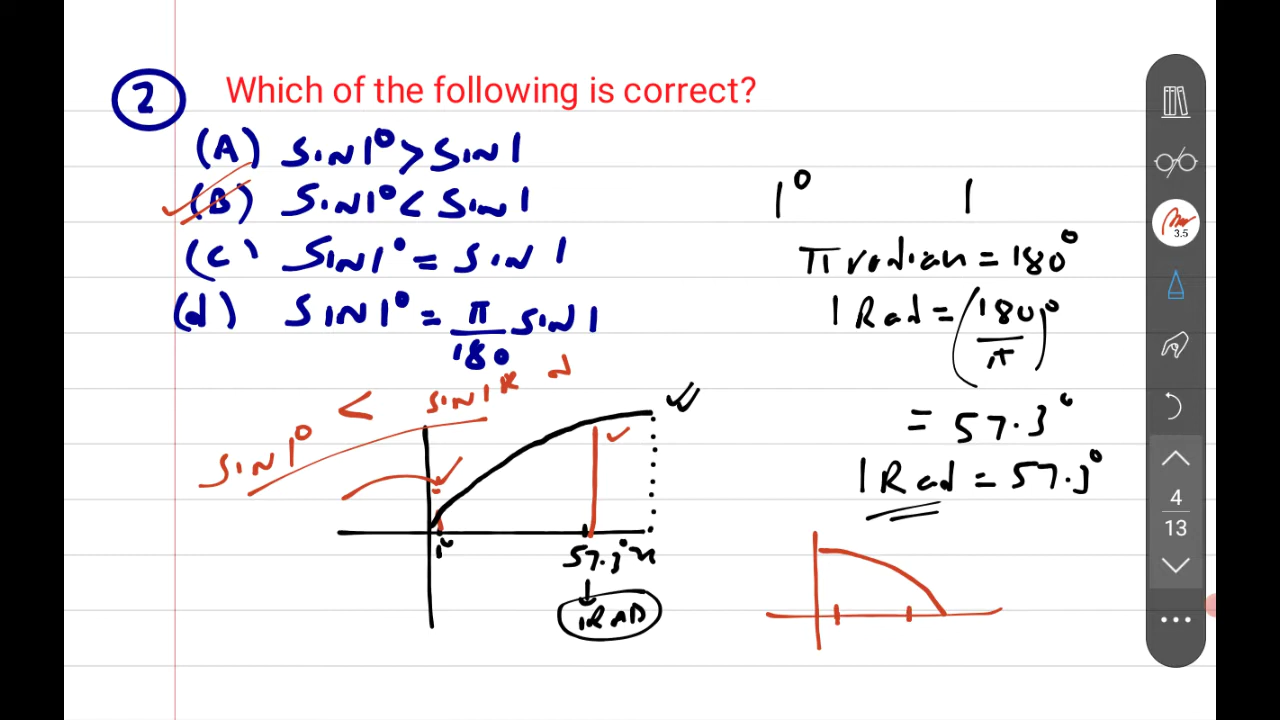 2 Which of the following is correct?
(A) SIN1° > SIN1
(B) SIN1° < SIN1
(C) SIN1° = SIN1
(d) SIN1° = π/180 SIN1
1° 1
π radian = 180°
1 Rad = (180/π)°
= 57.3°
1 Rad = 57.3°
SIN1° < SIN1
1°
57.3°
1RAD
3.5
4
13